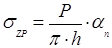 σ_ZP = P / (π · h) · α_n